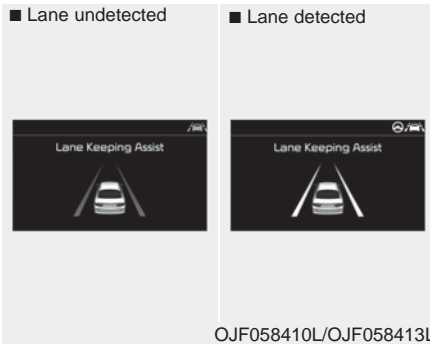 ■ Lane undetected
■ Lane detected
Lane Keeping Assist
Lane Keeping Assist
OJF058410L/OJF058413L